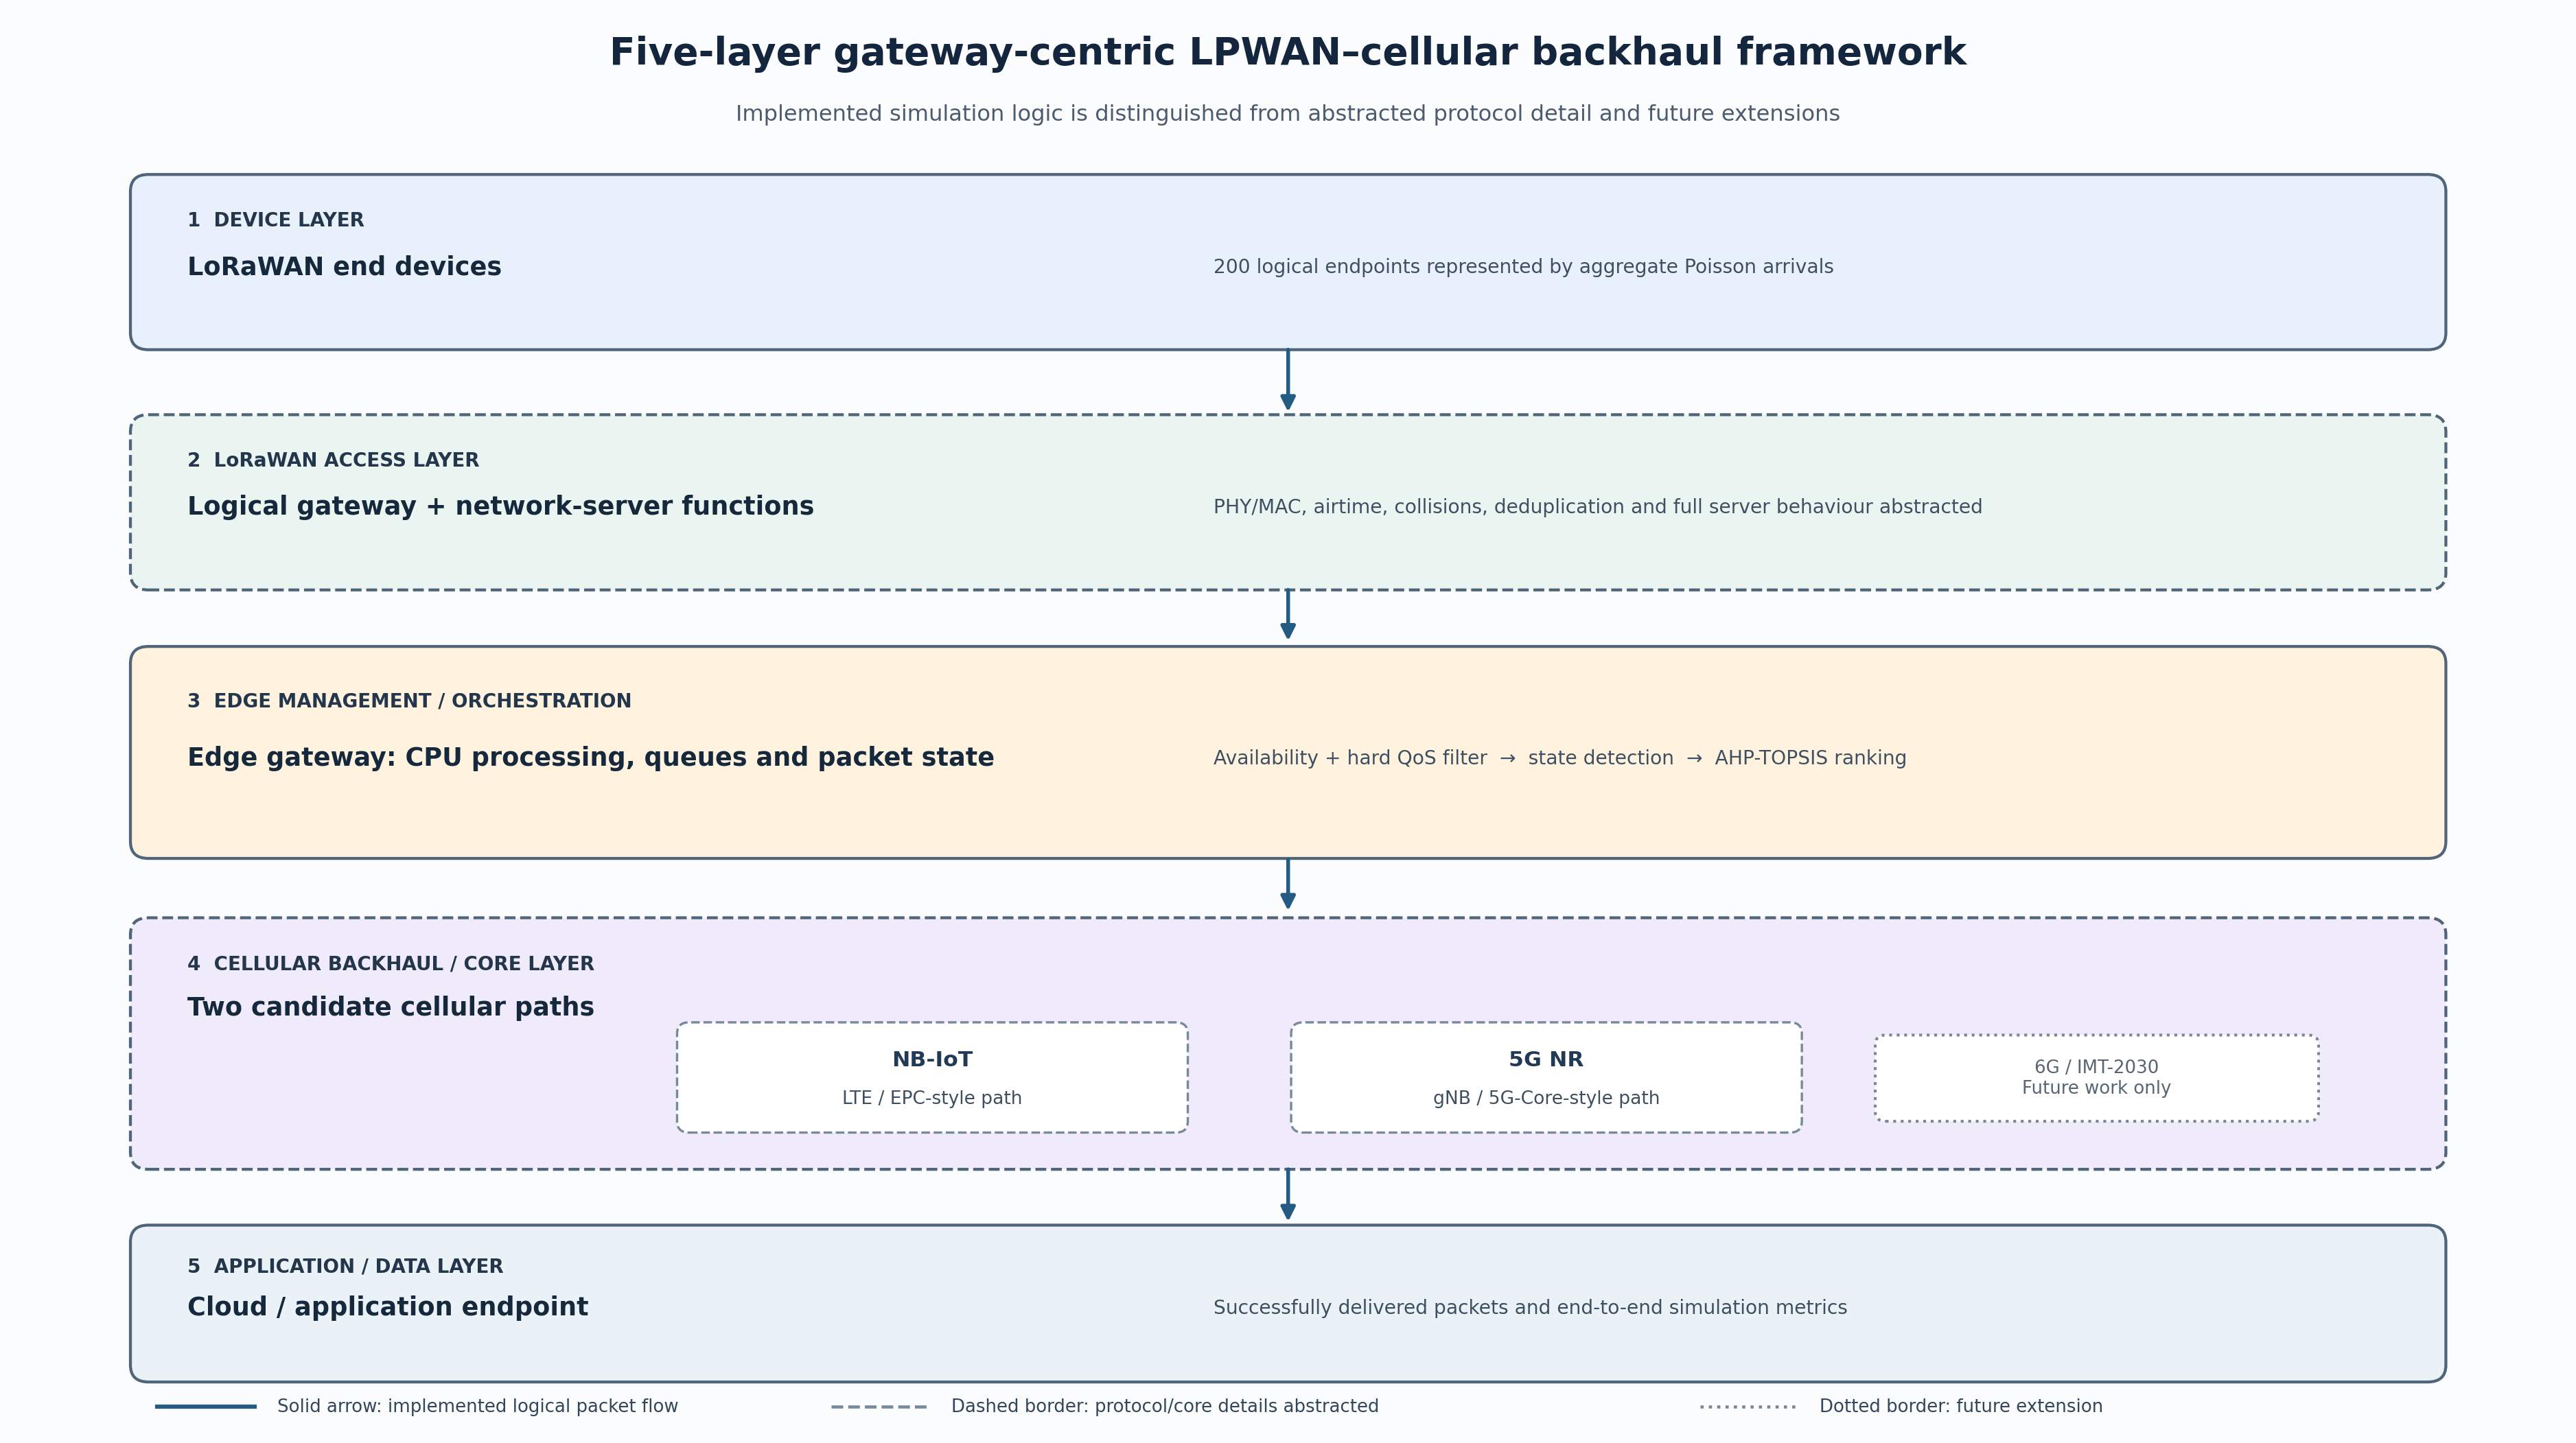 Five-layer gateway-centric LPWAN–cellular backhaul framework
Implemented simulation logic is distinguished from abstracted protocol detail and future extensions
1 DEVICE LAYER
LoRaWAN end devices
200 logical endpoints represented by aggregate Poisson arrivals
2 LoRaWAN ACCESS LAYER
Logical gateway + network-server functions
PHY/MAC, airtime, collisions, deduplication and full server behaviour abstracted
3 EDGE MANAGEMENT / ORCHESTRATION
Edge gateway: CPU processing, queues and packet state
Availability + hard QoS filter → state detection → AHP-TOPSIS ranking
4 CELLULAR BACKHAUL / CORE LAYER
Two candidate cellular paths
NB-IoT
LTE / EPC-style path
5G NR
gNB / 5G-Core-style path
6G / IMT-2030
Future work only
5 APPLICATION / DATA LAYER
Cloud / application endpoint
Successfully delivered packets and end-to-end simulation metrics
Solid arrow: implemented logical packet flow
Dashed border: protocol/core details abstracted
Dotted border: future extension